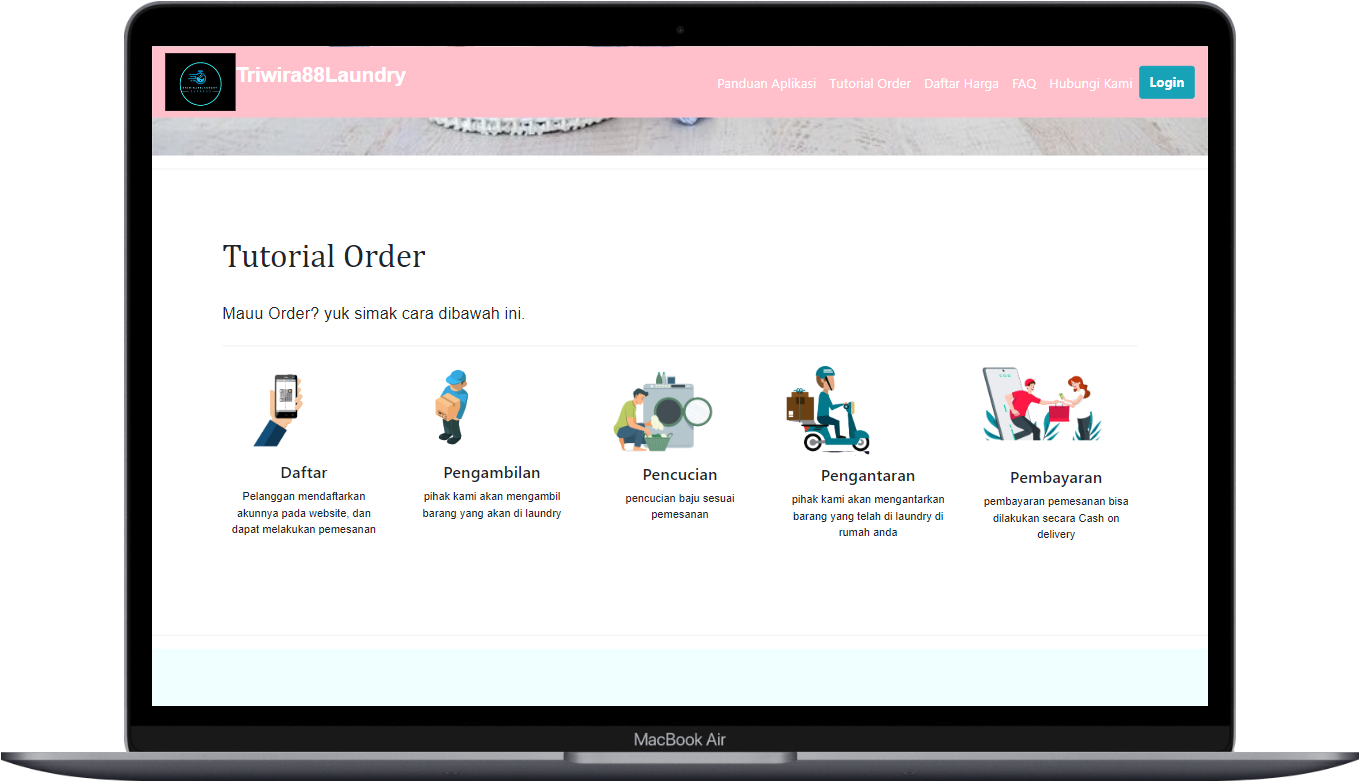 Triwira88Laundry
Panduan Aplikasi Tutorial Order Daftar Harga FAQ Hubungi Kami Login
Tutorial Order
Mauu Order? yuk simak cara dibawah ini.
Daftar
Pelanggan mendaftarkan
akunnya pada website, dan
dapat melakukan pemesanan
Pengambilan
pihak kami akan mengambil
barang yang akan di laundry
Pencucian
pencucian baju sesuai
pemesanan
Pengantaran
pihak kami akan mengantarkan
barang yang telah di laundry di
rumah anda
Pembayaran
pembayaran pemesanan bisa
dilakukan secara Cash on
delivery
MacBook Air